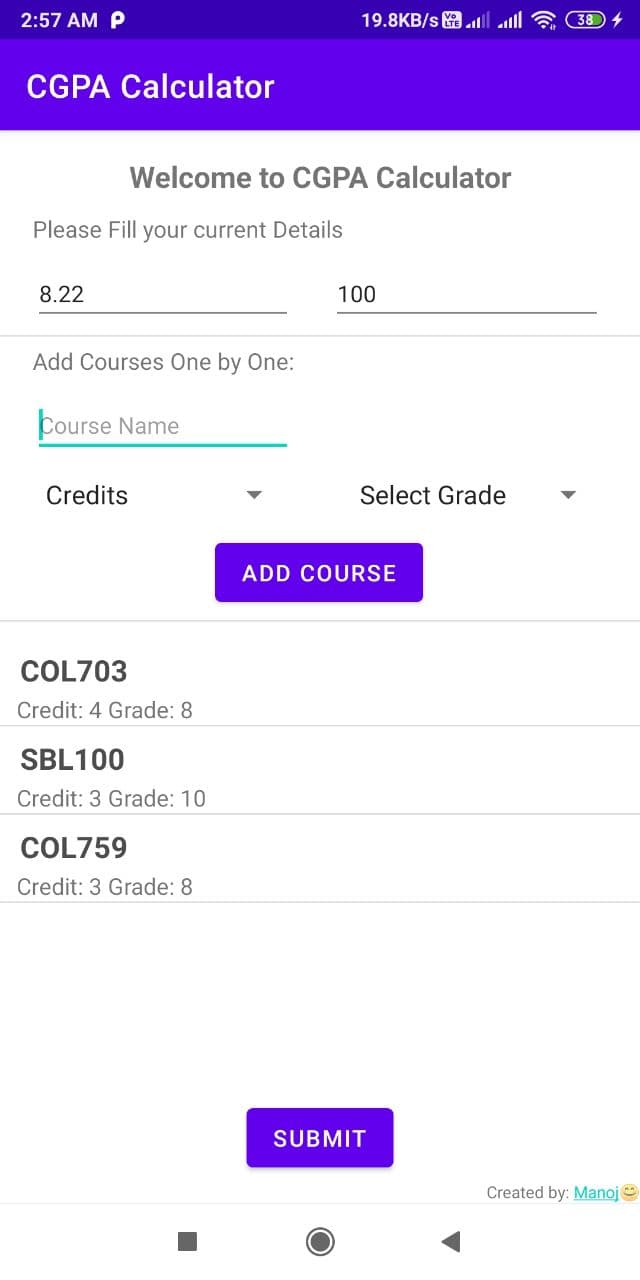 2:57 AM 19.8KB/s Vo LTE 38
CGPA Calculator
Welcome to CGPA Calculator
Please Fill your current Details
8.22 100
Add Courses One by One:
Course Name
Credits Select Grade
ADD COURSE
COL703
Credit: 4 Grade: 8
SBL100
Credit: 3 Grade: 10
COL759
Credit: 3 Grade: 8
SUBMIT
Created by: Manoj😊